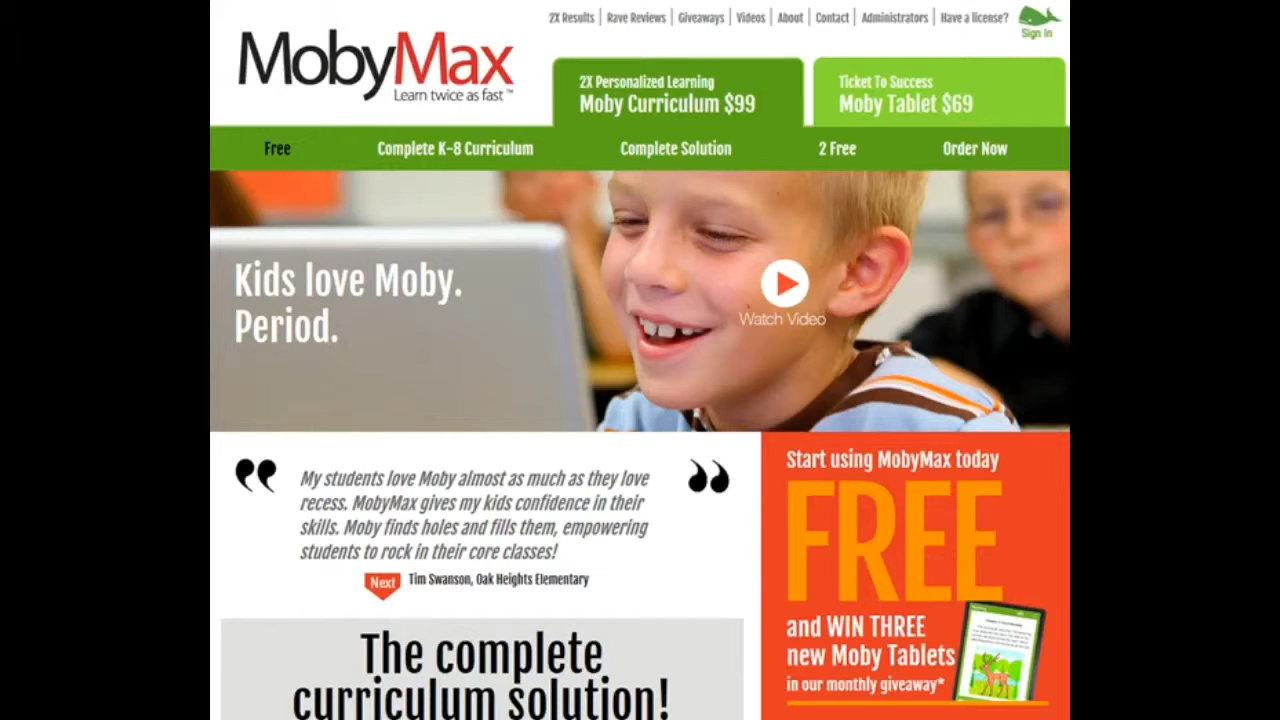 2X Results | Rave Reviews | Giveaways | Videos | About | Contact | Administrators | Have a license?
Sign In
MobyMax
Learn twice as fast™
2X Personalized Learning
Moby Curriculum $99
Ticket To Success
Moby Tablet $69
Free
Complete K-8 Curriculum
Complete Solution
2 Free
Order Now
Kids love Moby.
Period.
Watch Video
“
My students love Moby almost as much as they love
recess. MobyMax gives my kids confidence in their
skills. Moby finds holes and fills them, empowering
students to rock in their core classes!
”
Next
Tim Swanson, Oak Heights Elementary
The complete
curriculum solution!
Start using MobyMax today
FREE
and WIN THREE
new Moby Tablets
in our monthly giveaway*